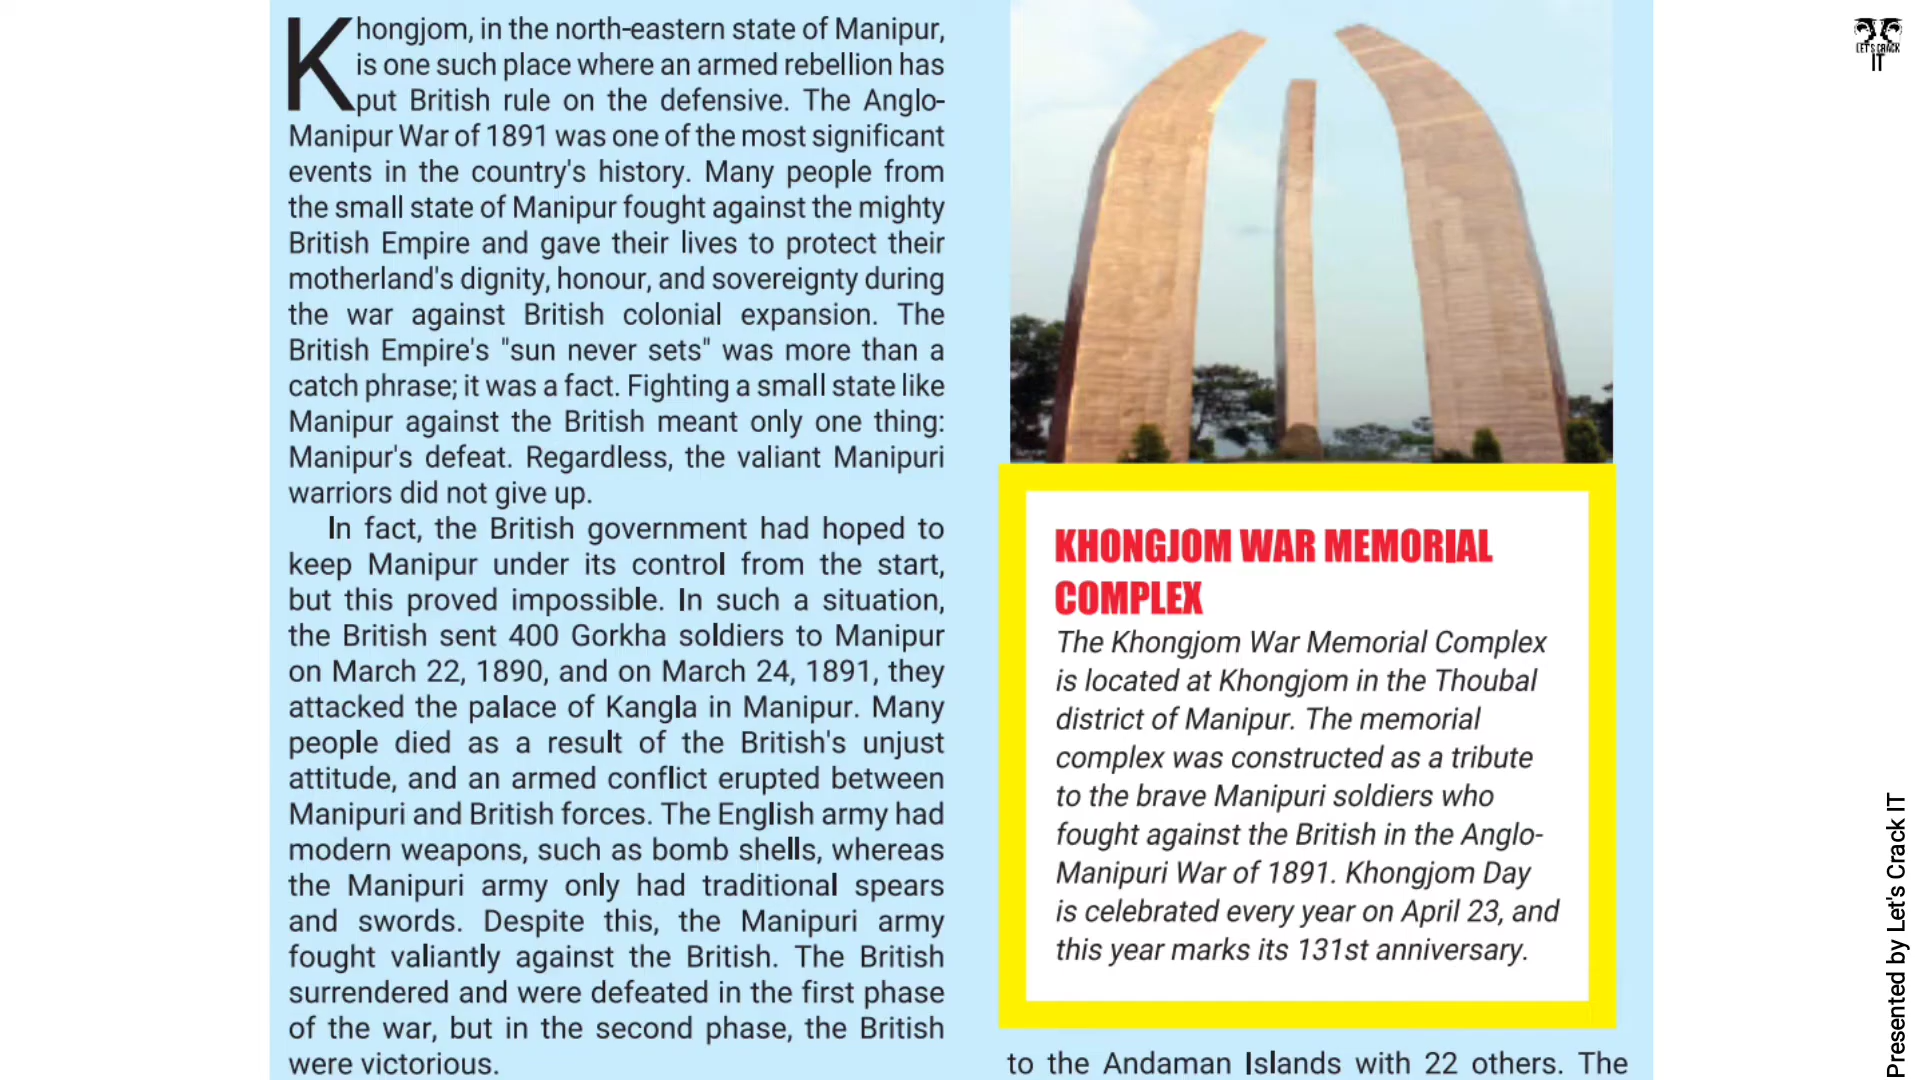 Khongjom, in the north-eastern state of Manipur,
is one such place where an armed rebellion has
put British rule on the defensive. The Anglo-
Manipur War of 1891 was one of the most significant
events in the country's history. Many people from
the small state of Manipur fought against the mighty
British Empire and gave their lives to protect their
motherland's dignity, honour, and sovereignty during
the war against British colonial expansion. The
British Empire's "sun never sets" was more than a
catch phrase; it was a fact. Fighting a small state like
Manipur against the British meant only one thing:
Manipur's defeat. Regardless, the valiant Manipuri
warriors did not give up.
In fact, the British government had hoped to
keep Manipur under its control from the start,
but this proved impossible. In such a situation,
the British sent 400 Gorkha soldiers to Manipur
on March 22, 1890, and on March 24, 1891, they
attacked the palace of Kangla in Manipur. Many
people died as a result of the British's unjust
attitude, and an armed conflict erupted between
Manipuri and British forces. The English army had
modern weapons, such as bomb shells, whereas
the Manipuri army only had traditional spears
and swords. Despite this, the Manipuri army
fought valiantly against the British. The British
surrendered and were defeated in the first phase
of the war, but in the second phase, the British
were victorious.
KHONGJOM WAR MEMORIAL
COMPLEX
The Khongjom War Memorial Complex
is located at Khongjom in the Thoubal
district of Manipur. The memorial
complex was constructed as a tribute
to the brave Manipuri soldiers who
fought against the British in the Anglo-
Manipuri War of 1891. Khongjom Day
is celebrated every year on April 23, and
this year marks its 131st anniversary.
to the Andaman Islands with 22 others. The
LET'S CRACK
IT
Presented by Let's Crack IT